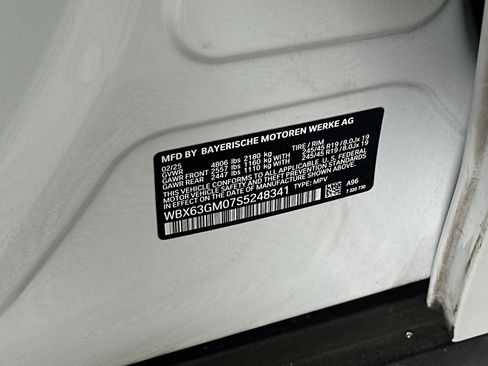 MFD BY BAYERISCHE MOTOREN WERKE AG
02/25 TIRE / RIM
GVWR 4806 lbs 2180 kg
GAWR FRONT 2557 lbs 1160 kg WITH 245/45 R19 / 8.0Jx 19
GAWR REAR 2447 lbs 1110 kg WITH 245/45 R19 / 8.0Jx 19
THIS VEHICLE CONFORMS TO ALL APPLICABLE U.S. FEDERAL
MOTOR VEHICLE SAFETY AND THEFT PREVENTION STANDARDS
IN EFFECT ON THE DATE OF MANUFACTURE SHOWN ABOVE.
WBX63GM07S5248341 TYPE: MPV
A96
7 320 730